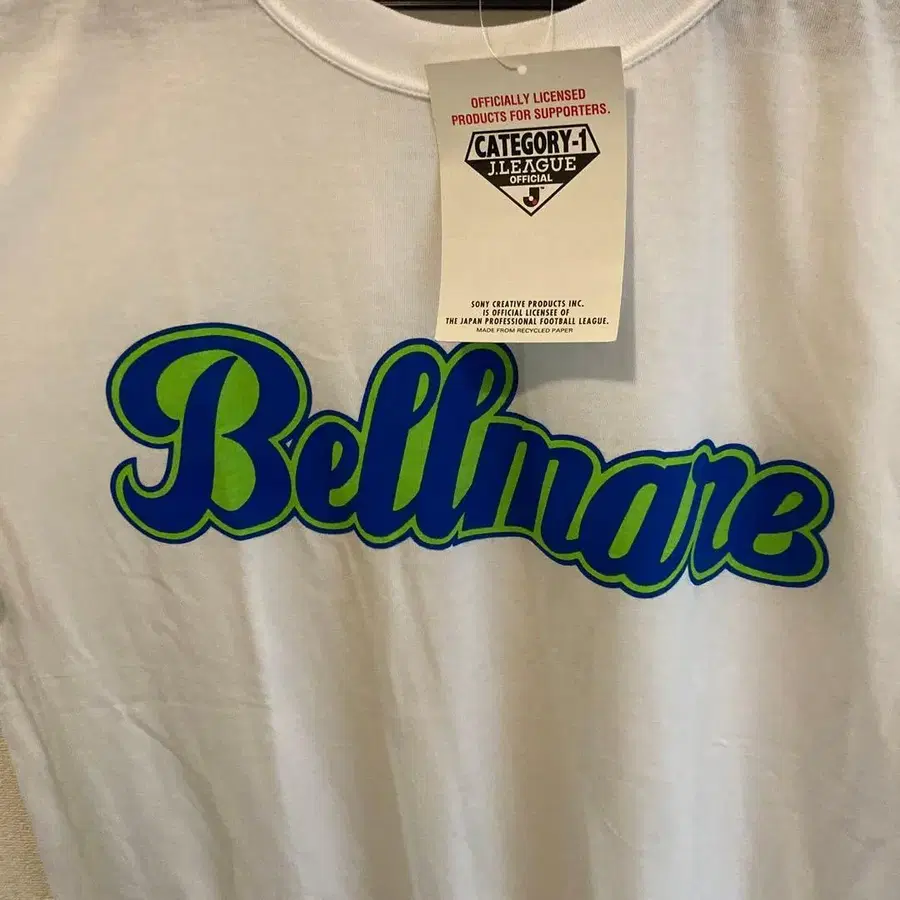 OFFICIALLY LICENSED
PRODUCTS FOR SUPPORTERS.
CATEGORY-1
J.LEAGUE
OFFICIAL
J™
SONY CREATIVE PRODUCTS INC.
IS OFFICIAL LICENSEE OF
THE JAPAN PROFESSIONAL FOOTBALL LEAGUE.
MADE FROM RECYCLED PAPER
Bellmare